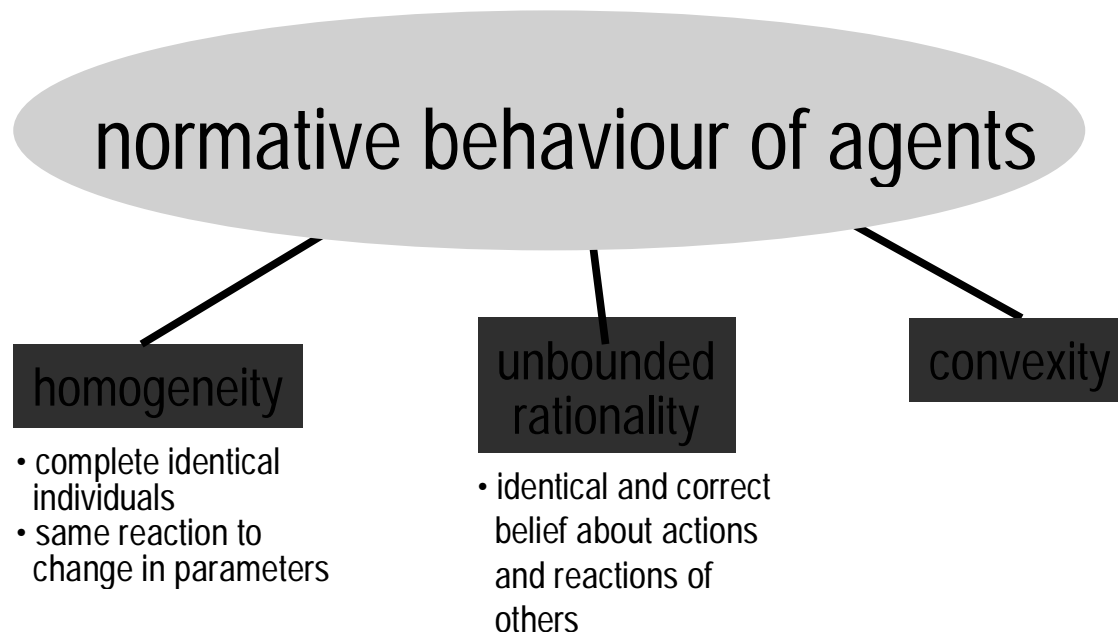 normative behaviour of agents
homogeneity
• complete identical
individuals
• same reaction to
change in parameters
unbounded
rationality
• identical and correct
belief about actions
and reactions of
others
convexity